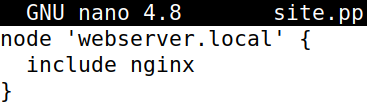 GNU nano 4.8 site.pp
node 'webserver.local' {
  include nginx
}